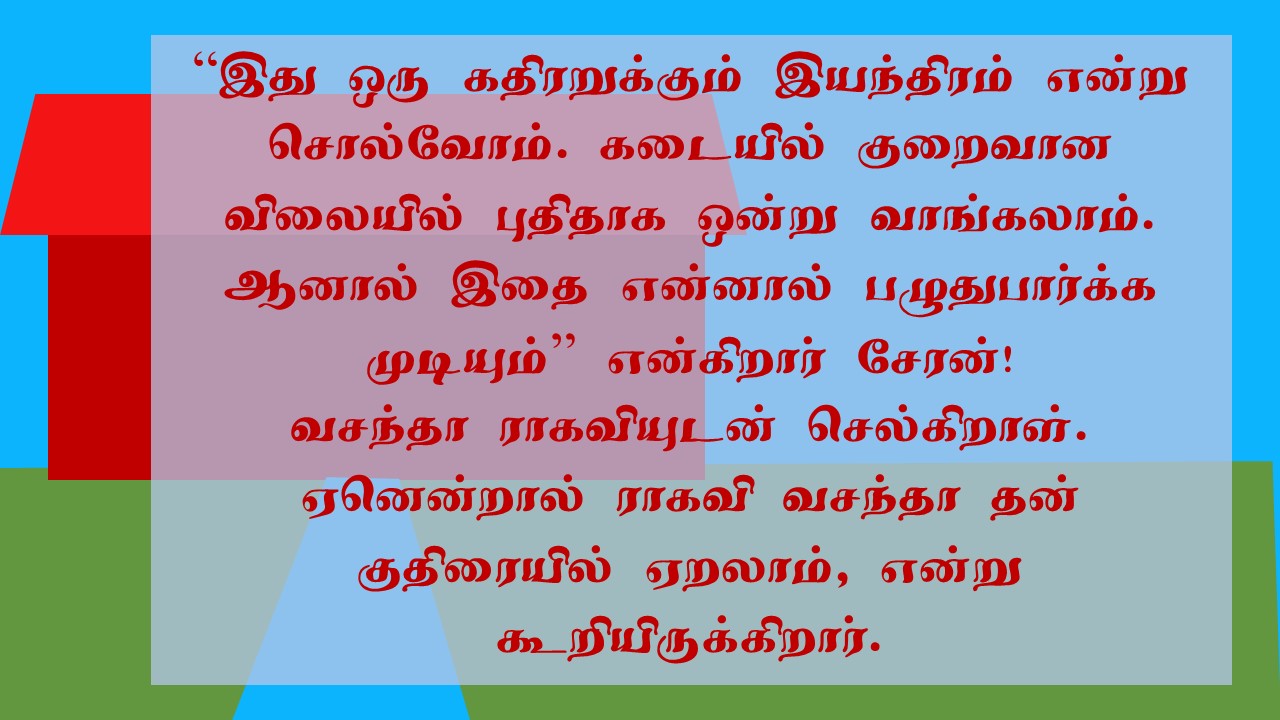 “இது ஒரு கதிரறுக்கும் இயந்திரம் என்று
சொல்வோம். கடையில் குறைவான
விலையில் புதிதாக ஒன்று வாங்கலாம்.
ஆனால் இதை என்னால் பழுதுபார்க்க
முடியும்” என்கிறார் சேரன்!
வசந்தா ராகவியுடன் செல்கிறாள்.
ஏனென்றால் ராகவி வசந்தா தன்
குதிரையில் ஏறலாம், என்று
கூறியிருக்கிறார்.